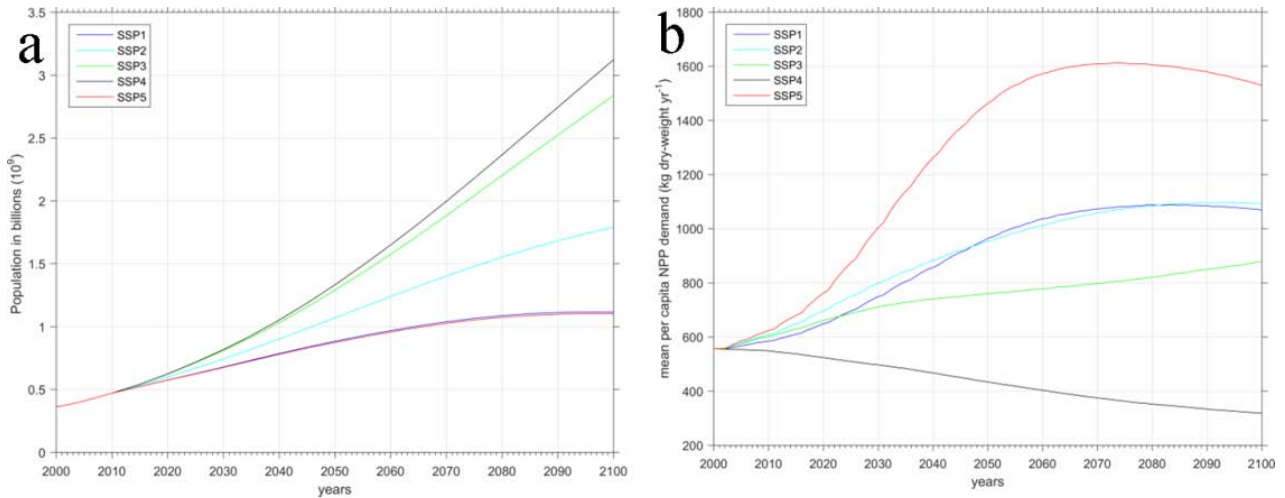 a
SSP1
SSP2
SSP3
SSP4
SSP5
Population in billions (10⁹)
3.5
3
2.5
2
1.5
1
0.5
0
2000 2010 2020 2030 2040 2050 2060 2070 2080 2090 2100
years
b
SSP1
SSP2
SSP3
SSP4
SSP5
mean per capita NPP demand (kg dry-weight yr⁻¹)
1800
1600
1400
1200
1000
800
600
400
200
2000 2010 2020 2030 2040 2050 2060 2070 2080 2090 2100
years